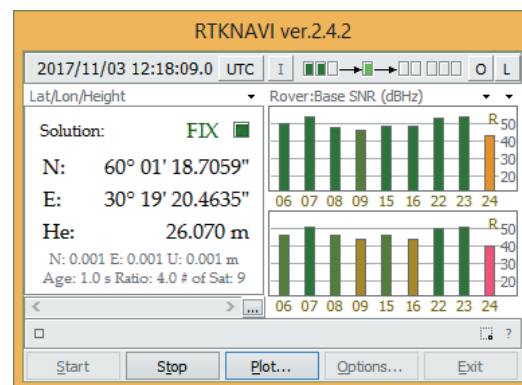 RTKNAVI ver.2.4.2
2017/11/03 12:18:09.0 UTC I O L
Lat/Lon/Height
Rover:Base SNR (dBHz)
Solution: FIX
N: 60° 01' 18.7059"
E: 30° 19' 20.4635"
He: 26.070 m
N: 0.001 E: 0.001 U: 0.001 m
Age: 1.0 s Ratio: 4.0 # of Sat: 9
...
R 50
40
30
20
06 07 08 09 15 16 22 23 24
R 50
40
30
20
06 07 08 09 15 16 22 23 24
?
Start Stop Plot... Options... Exit